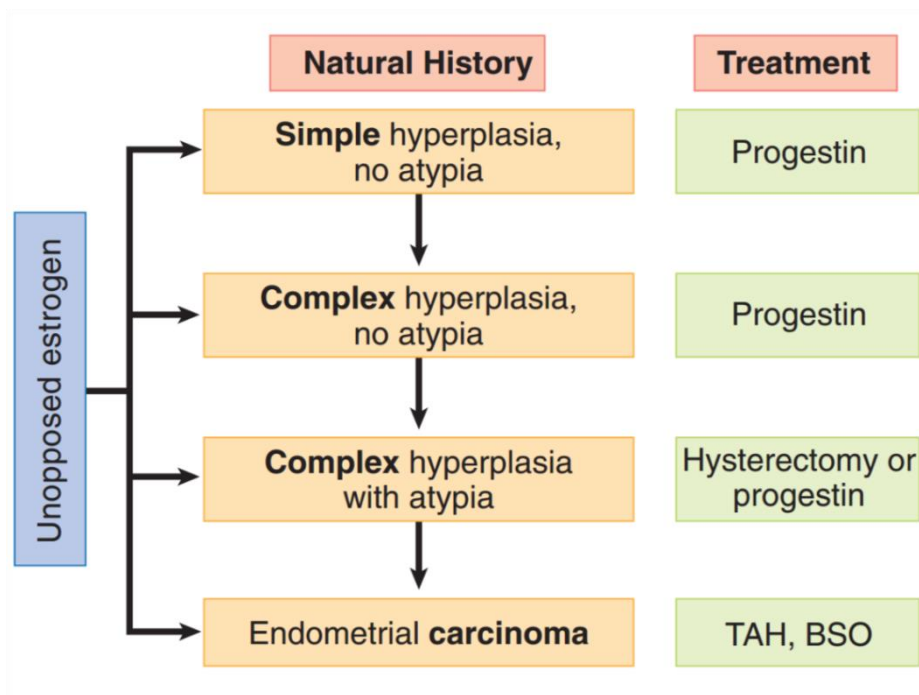 Natural History
Treatment
Unopposed estrogen
Simple hyperplasia,
no atypia
Progestin
Complex hyperplasia,
no atypia
Progestin
Complex hyperplasia
with atypia
Hysterectomy or
progestin
Endometrial carcinoma
TAH, BSO